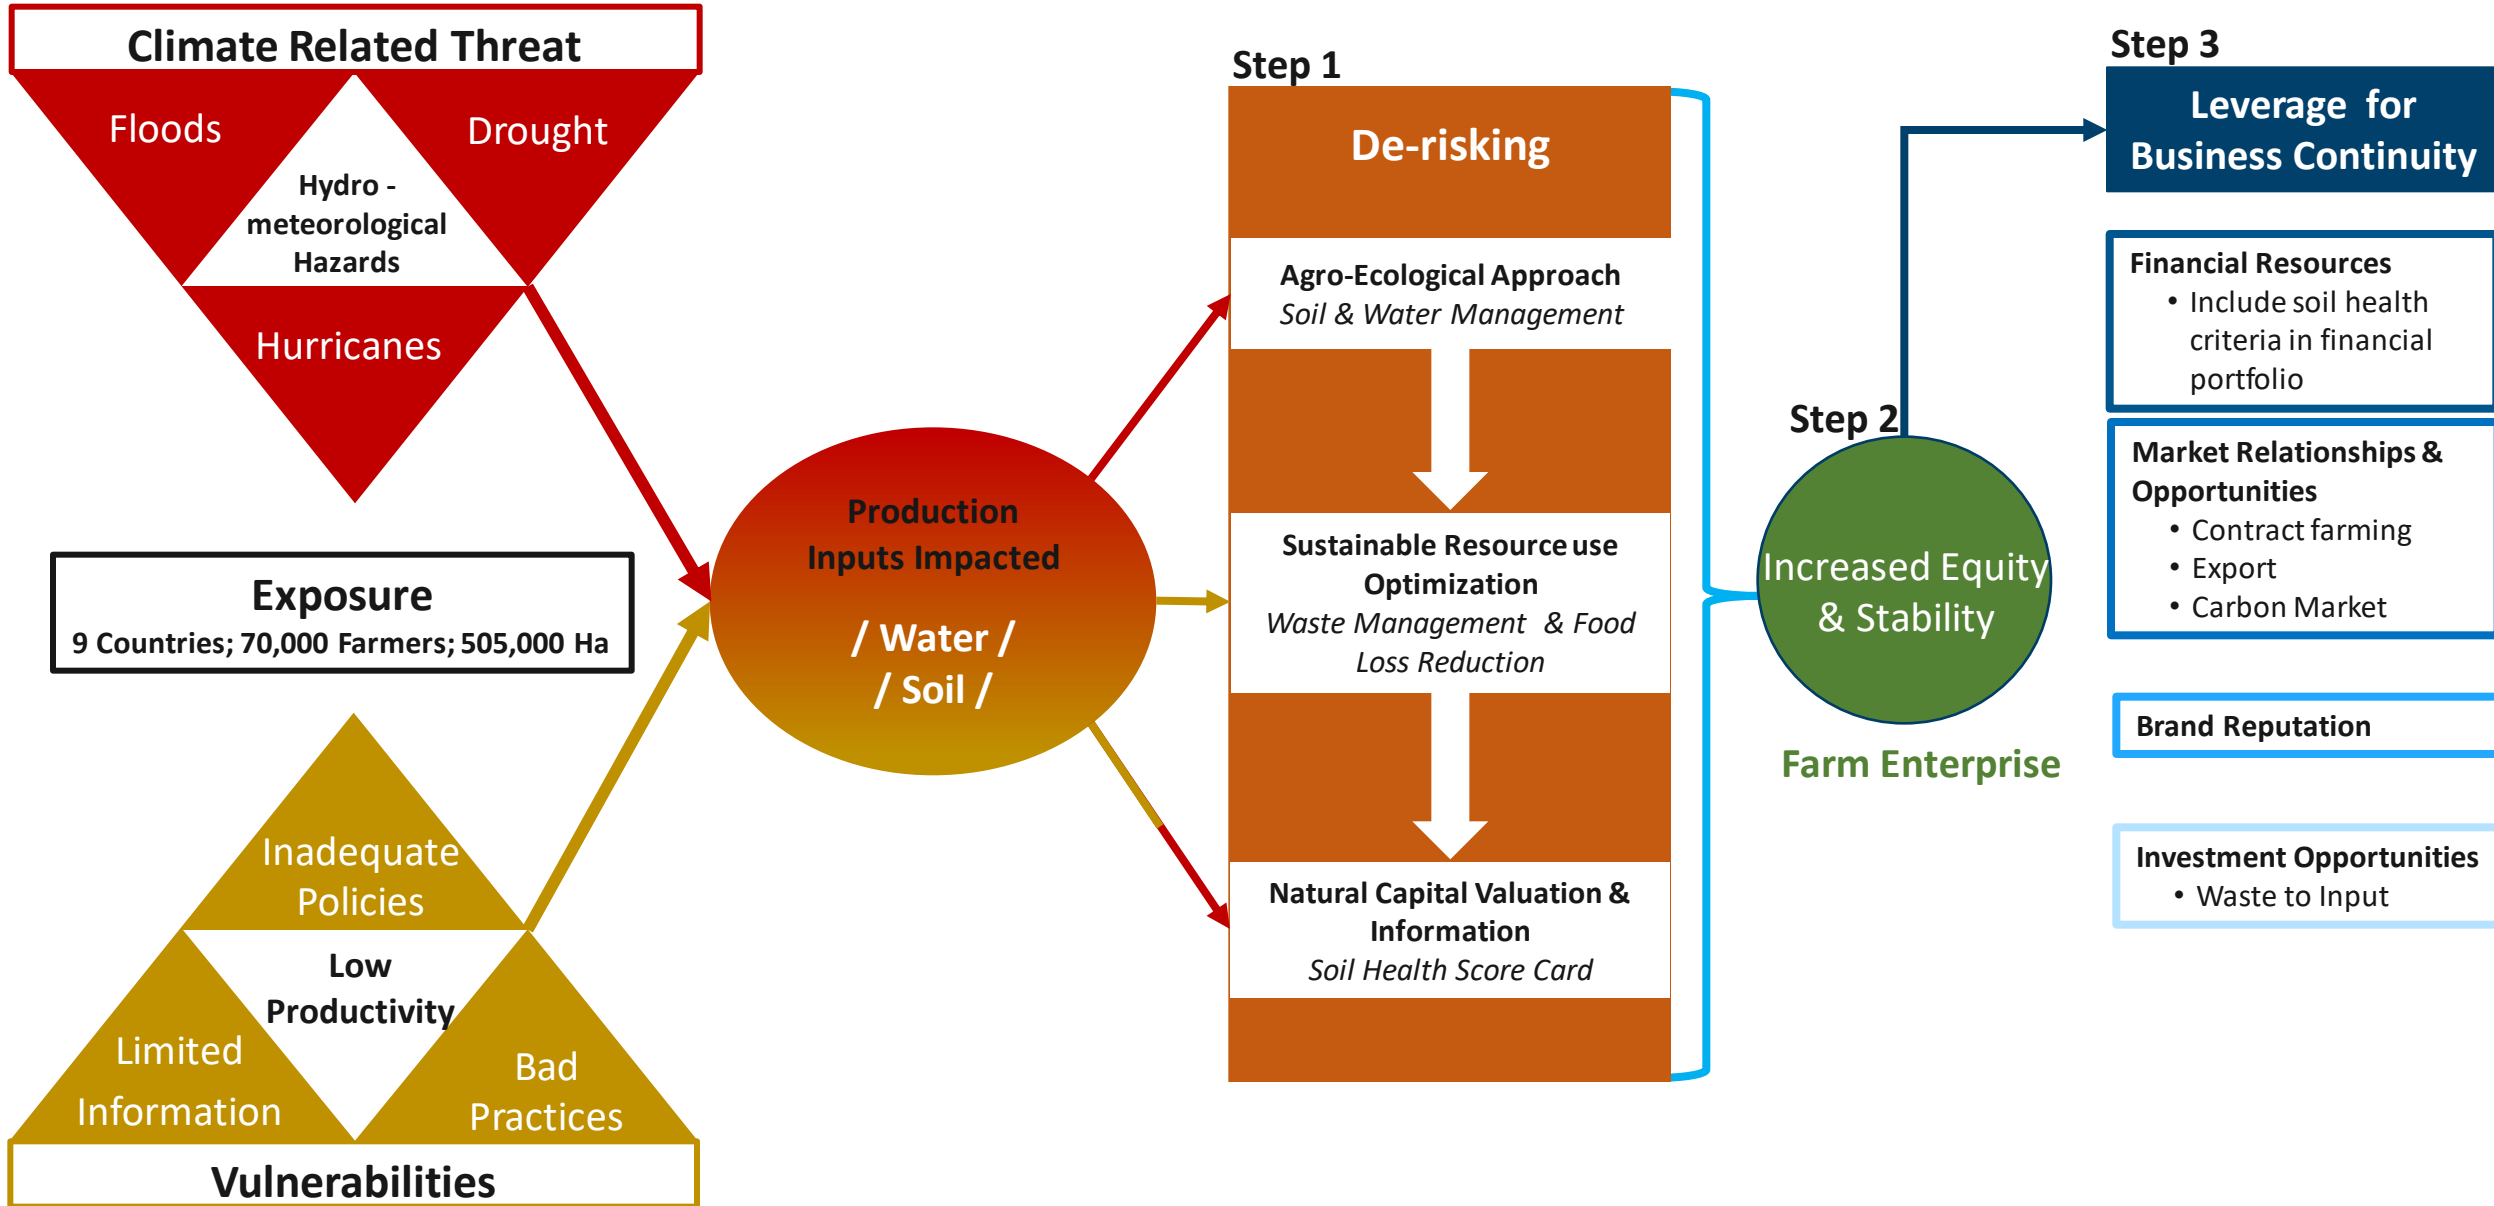 Climate Related Threat
Floods
Drought
Hydro -
meteorological
Hazards
Hurricanes
Exposure
9 Countries; 70,000 Farmers; 505,000 Ha
Inadequate
Policies
Low
Productivity
Limited
Information
Bad
Practices
Vulnerabilities
Production
Inputs Impacted
/ Water /
/ Soil /
Step 1
De-risking
Agro-Ecological Approach
Soil & Water Management
Sustainable Resource use
Optimization
Waste Management & Food
Loss Reduction
Natural Capital Valuation &
Information
Soil Health Score Card
Step 2
Increased Equity
& Stability
Farm Enterprise
Step 3
Leverage for
Business Continuity
Financial Resources
• Include soil health
criteria in financial
portfolio
Market Relationships &
Opportunities
• Contract farming
• Export
• Carbon Market
Brand Reputation
Investment Opportunities
• Waste to Input